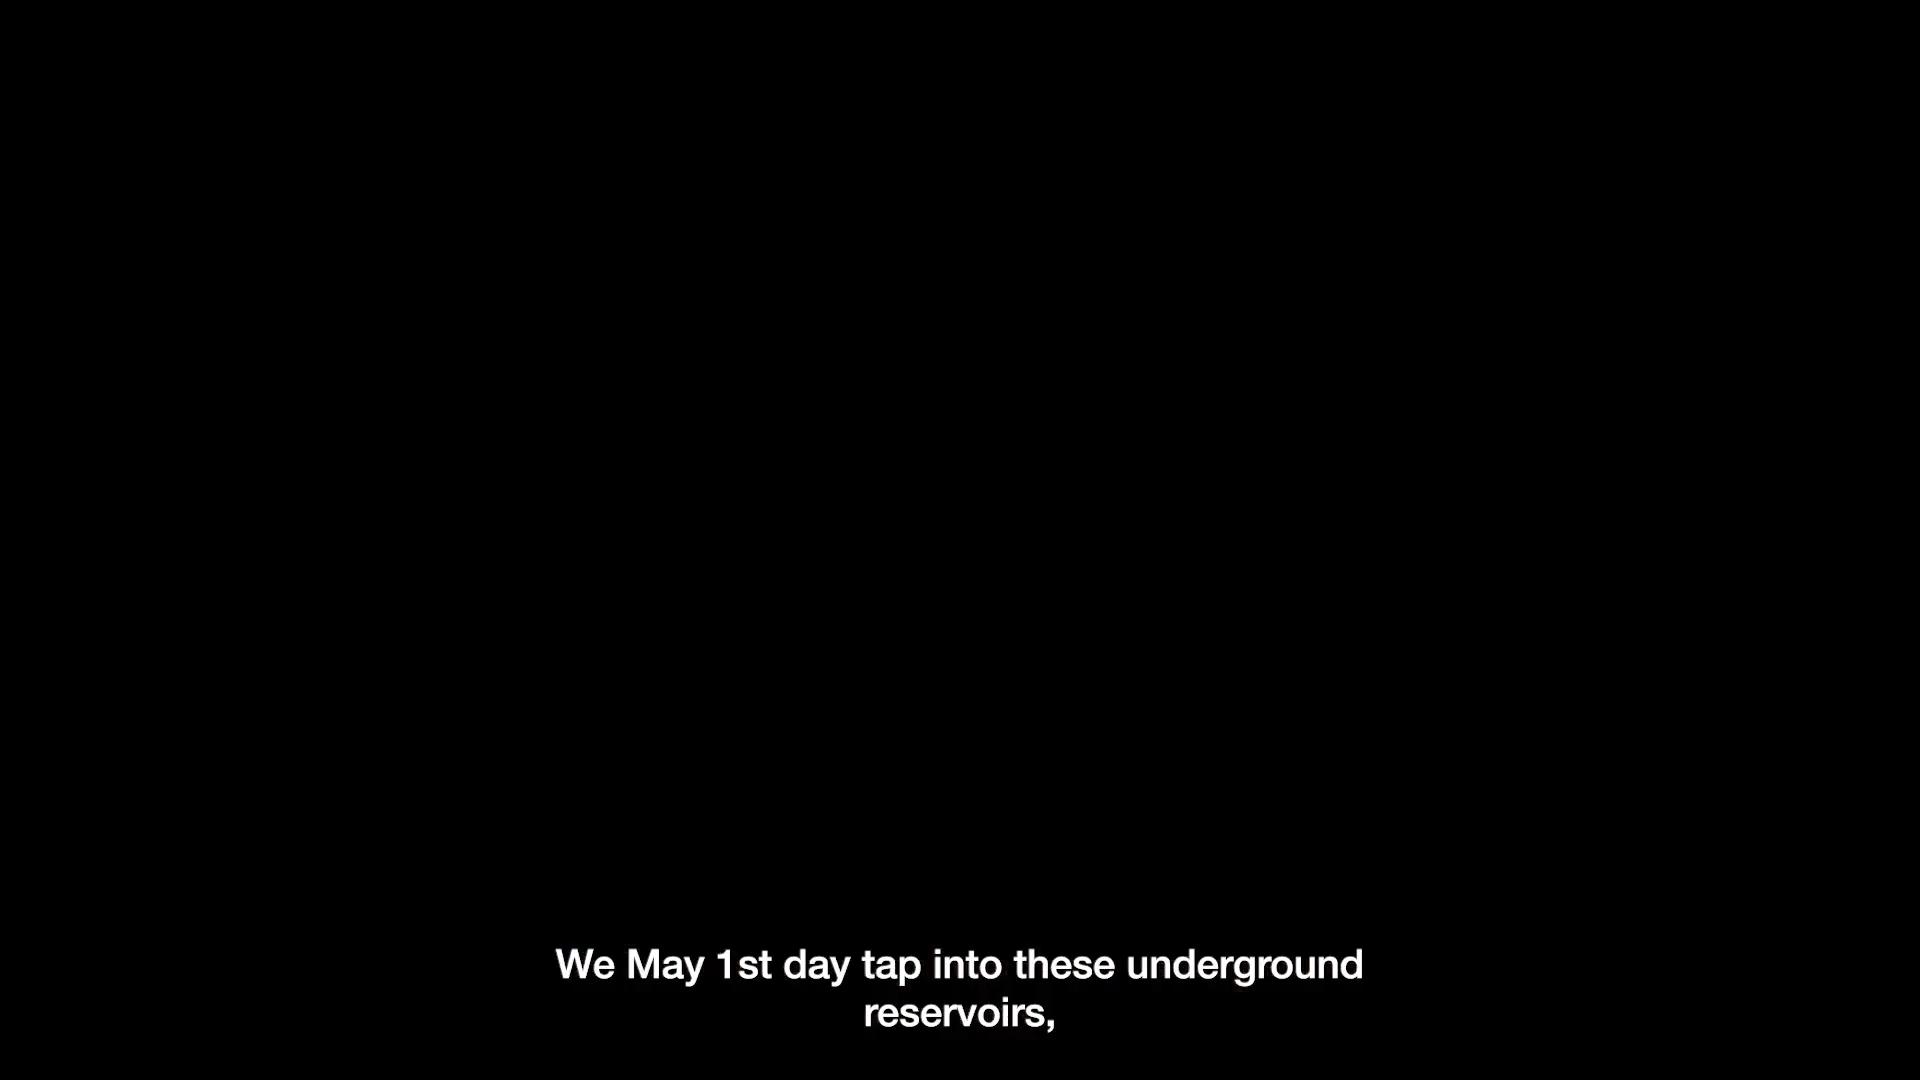 We May 1st day tap into these underground
reservoirs,